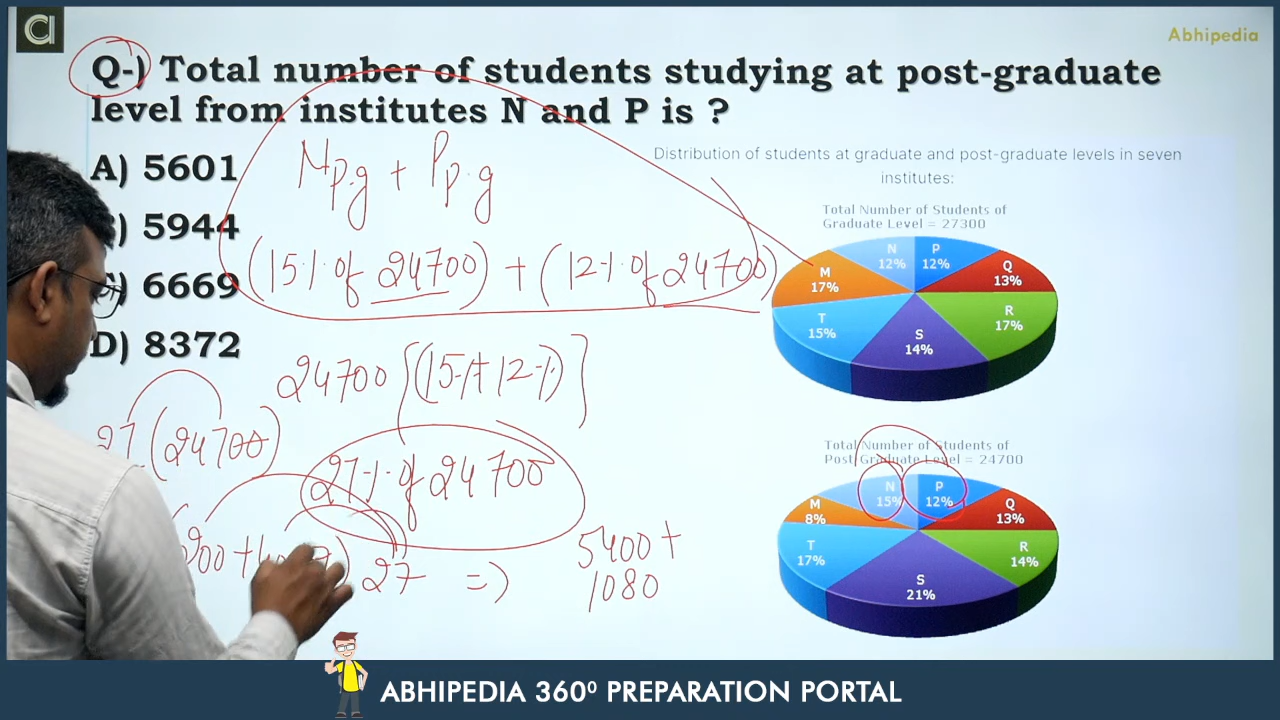 Abhipedia
Q-) Total number of students studying at post-graduate
level from institutes N and P is ?
A) 5601
) 5944
) 6669
D) 8372
Np.g + Pp.g
(15% of 24700) + (12% of 24700)
24700 [(15% + 12%)]
27 (24700)
27% of 24700
27 =>
5400 +
1080
Distribution of students at graduate and post-graduate levels in seven
institutes:
Total Number of Students of
Graduate Level = 27300
N
12%
P
12%
M
17%
Q
13%
T
15%
R
17%
S
14%
Total Number of Students of
Post Graduate Level = 24700
N
15%
P
12%
M
8%
Q
13%
T
17%
R
14%
S
21%
ABHIPEDIA 360⁰ PREPARATION PORTAL